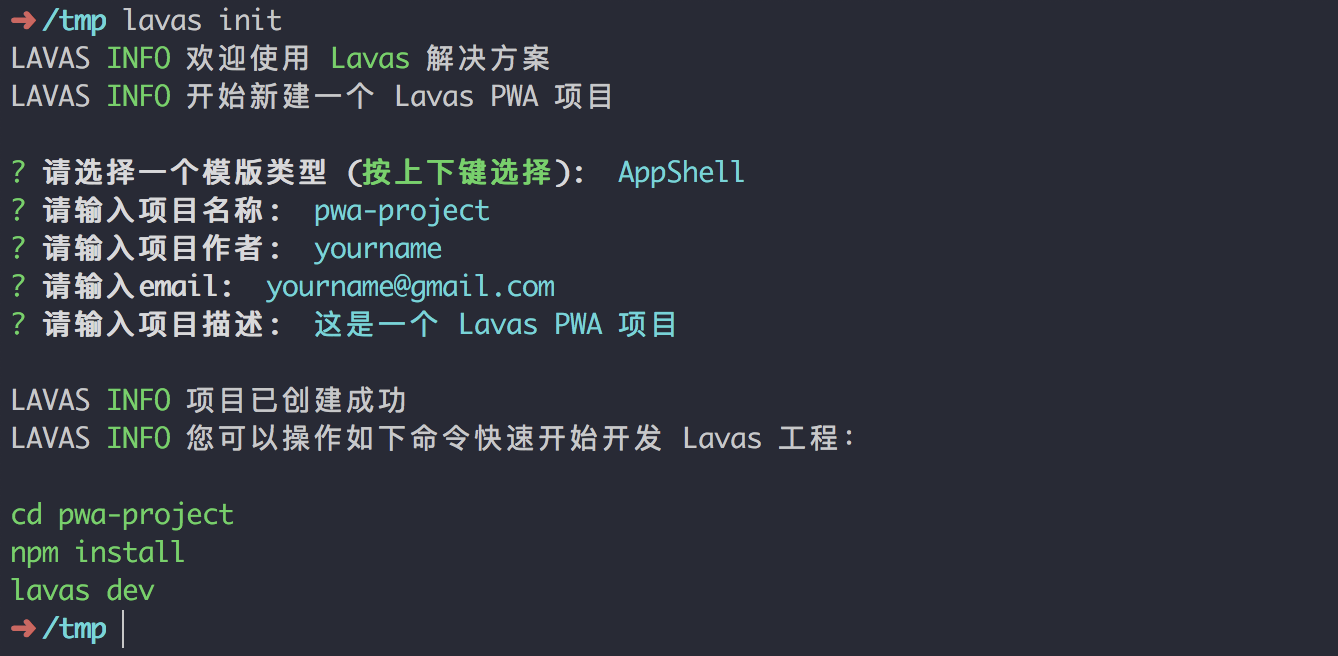 ➜ /tmp lavas init
LAVAS INFO 欢迎使用 Lavas 解决方案
LAVAS INFO 开始新建一个 Lavas PWA 项目
? 请选择一个模版类型 (按上下键选择): AppShell
? 请输入项目名称: pwa-project
? 请输入项目作者: yourname
? 请输入email: yourname@gmail.com
? 请输入项目描述: 这是一个 Lavas PWA 项目
LAVAS INFO 项目已创建成功
LAVAS INFO 您可以操作如下命令快速开始开发 Lavas 工程:
cd pwa-project
npm install
lavas dev
➜ /tmp